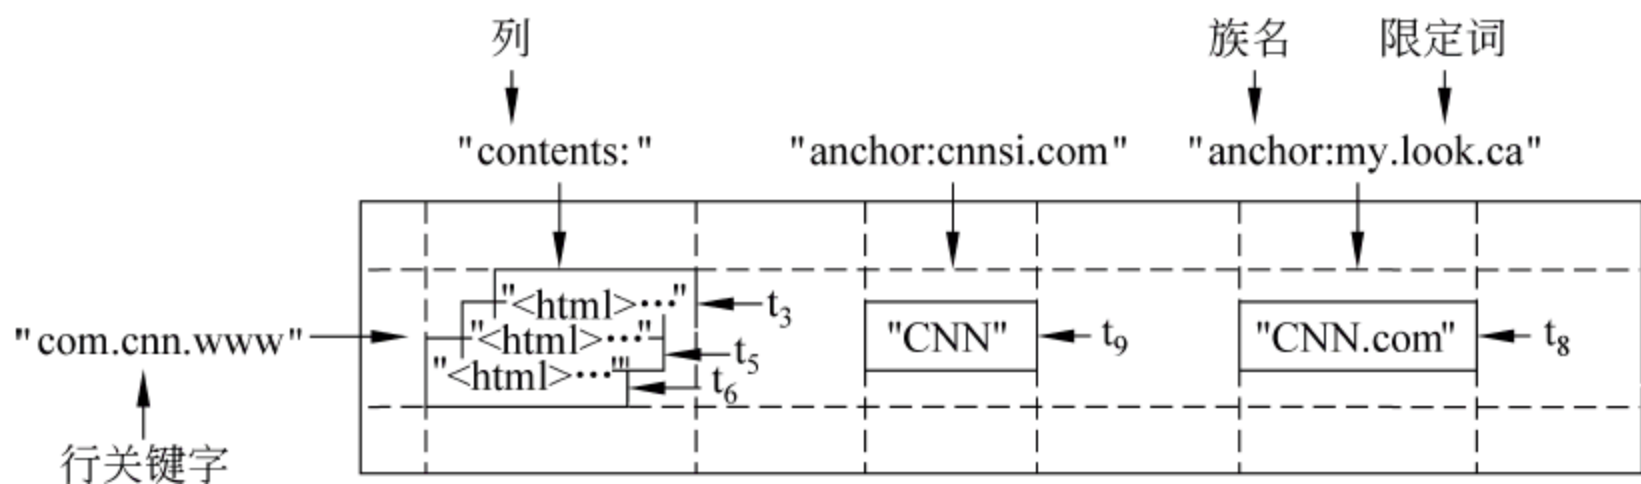 列 族名 限定词
"contents:" "anchor:cnnsi.com" "anchor:my.look.ca"
"<html>···" t3
"com.cnn.www" "<html>···" t5 "CNN" t9 "CNN.com" t8
"<html>···" t6
行关键字